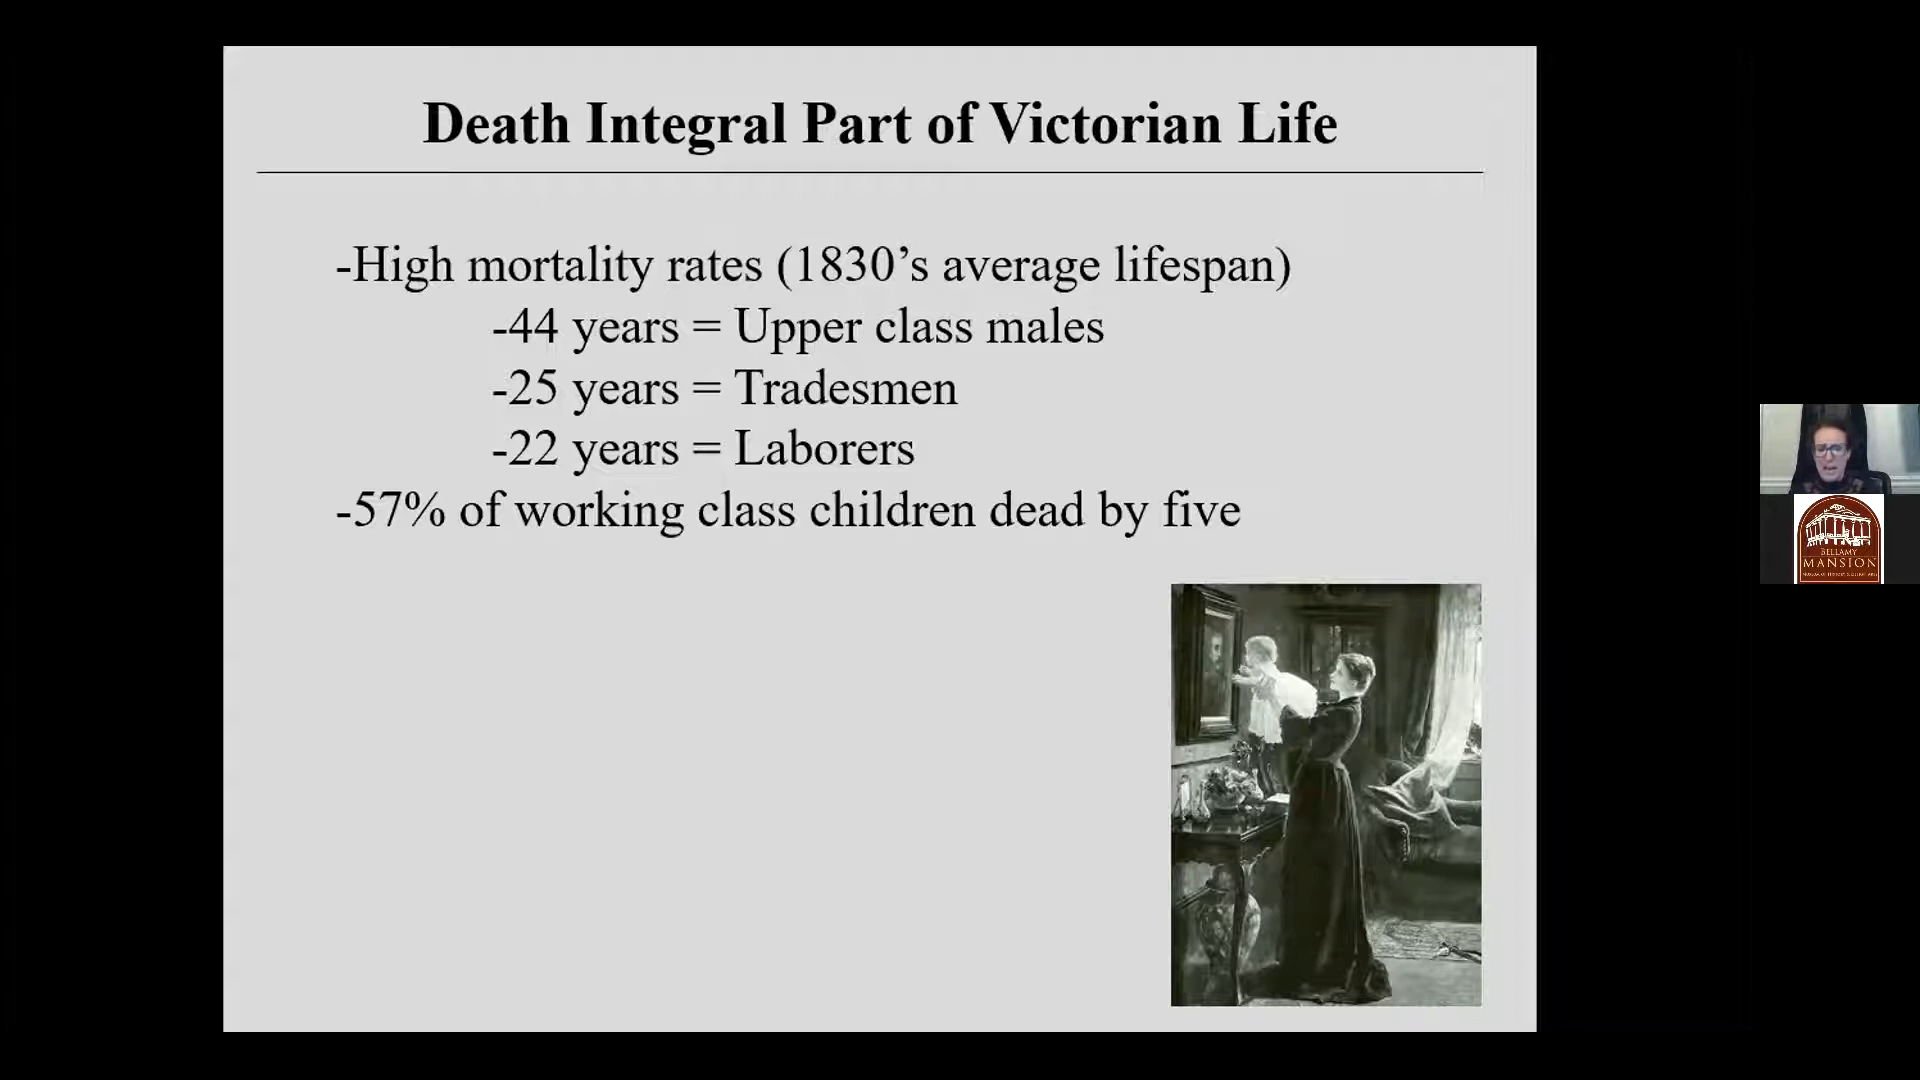 Death Integral Part of Victorian Life
-High mortality rates (1830’s average lifespan)
-44 years = Upper class males
-25 years = Tradesmen
-22 years = Laborers
-57% of working class children dead by five
BELLAMY
MANSION